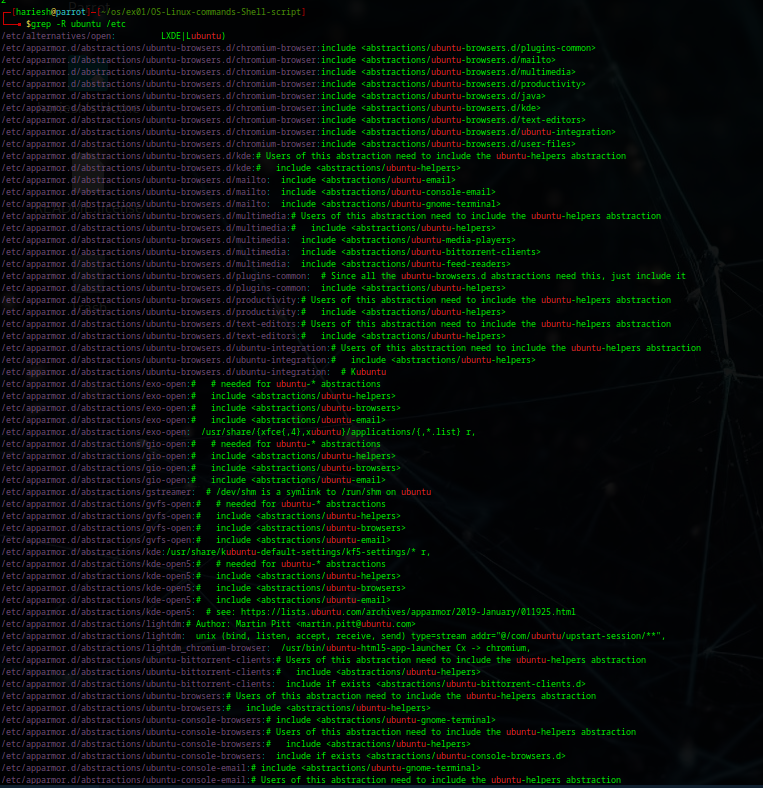 ┌─[hariesh@parrot]─[~/os/ex01/OS-Linux-commands-Shell-script]
└──╼ $grep -R ubuntu /etc
/etc/alternatives/open:         LXDE|Lubuntu)
/etc/apparmor.d/abstractions/ubuntu-browsers.d/chromium-browser:include <abstractions/ubuntu-browsers.d/plugins-common>
/etc/apparmor.d/abstractions/ubuntu-browsers.d/chromium-browser:include <abstractions/ubuntu-browsers.d/mailto>
/etc/apparmor.d/abstractions/ubuntu-browsers.d/chromium-browser:include <abstractions/ubuntu-browsers.d/multimedia>
/etc/apparmor.d/abstractions/ubuntu-browsers.d/chromium-browser:include <abstractions/ubuntu-browsers.d/productivity>
/etc/apparmor.d/abstractions/ubuntu-browsers.d/chromium-browser:include <abstractions/ubuntu-browsers.d/java>
/etc/apparmor.d/abstractions/ubuntu-browsers.d/chromium-browser:include <abstractions/ubuntu-browsers.d/kde>
/etc/apparmor.d/abstractions/ubuntu-browsers.d/chromium-browser:include <abstractions/ubuntu-browsers.d/text-editors>
/etc/apparmor.d/abstractions/ubuntu-browsers.d/chromium-browser:include <abstractions/ubuntu-browsers.d/ubuntu-integration>
/etc/apparmor.d/abstractions/ubuntu-browsers.d/chromium-browser:include <abstractions/ubuntu-browsers.d/user-files>
/etc/apparmor.d/abstractions/ubuntu-browsers.d/kde:# Users of this abstraction need to include the ubuntu-helpers abstraction
/etc/apparmor.d/abstractions/ubuntu-browsers.d/kde:#   include <abstractions/ubuntu-helpers>
/etc/apparmor.d/abstractions/ubuntu-browsers.d/mailto:  include <abstractions/ubuntu-email>
/etc/apparmor.d/abstractions/ubuntu-browsers.d/mailto:  include <abstractions/ubuntu-console-email>
/etc/apparmor.d/abstractions/ubuntu-browsers.d/mailto:  include <abstractions/ubuntu-gnome-terminal>
/etc/apparmor.d/abstractions/ubuntu-browsers.d/multimedia:# Users of this abstraction need to include the ubuntu-helpers abstraction
/etc/apparmor.d/abstractions/ubuntu-browsers.d/multimedia:#   include <abstractions/ubuntu-helpers>
/etc/apparmor.d/abstractions/ubuntu-browsers.d/multimedia:  include <abstractions/ubuntu-media-players>
/etc/apparmor.d/abstractions/ubuntu-browsers.d/multimedia:  include <abstractions/ubuntu-bittorrent-clients>
/etc/apparmor.d/abstractions/ubuntu-browsers.d/multimedia:  include <abstractions/ubuntu-feed-readers>
/etc/apparmor.d/abstractions/ubuntu-browsers.d/plugins-common:  # Since all the ubuntu-browsers.d abstractions need this, just include it
/etc/apparmor.d/abstractions/ubuntu-browsers.d/plugins-common:  include <abstractions/ubuntu-helpers>
/etc/apparmor.d/abstractions/ubuntu-browsers.d/productivity:# Users of this abstraction need to include the ubuntu-helpers abstraction
/etc/apparmor.d/abstractions/ubuntu-browsers.d/productivity:#   include <abstractions/ubuntu-helpers>
/etc/apparmor.d/abstractions/ubuntu-browsers.d/text-editors:# Users of this abstraction need to include the ubuntu-helpers abstraction
/etc/apparmor.d/abstractions/ubuntu-browsers.d/text-editors:#   include <abstractions/ubuntu-helpers>
/etc/apparmor.d/abstractions/ubuntu-browsers.d/ubuntu-integration:# Users of this abstraction need to include the ubuntu-helpers abstraction
/etc/apparmor.d/abstractions/ubuntu-browsers.d/ubuntu-integration:#   include <abstractions/ubuntu-helpers>
/etc/apparmor.d/abstractions/ubuntu-browsers.d/ubuntu-integration:  # Kubuntu
/etc/apparmor.d/abstractions/exo-open:#   # needed for ubuntu-* abstractions
/etc/apparmor.d/abstractions/exo-open:#   include <abstractions/ubuntu-helpers>
/etc/apparmor.d/abstractions/exo-open:#   include <abstractions/ubuntu-browsers>
/etc/apparmor.d/abstractions/exo-open:#   include <abstractions/ubuntu-email>
/etc/apparmor.d/abstractions/exo-open:  /usr/share/{xfce{,4},xubuntu}/applications/{,*.list} r,
/etc/apparmor.d/abstractions/gio-open:#   # needed for ubuntu-* abstractions
/etc/apparmor.d/abstractions/gio-open:#   include <abstractions/ubuntu-helpers>
/etc/apparmor.d/abstractions/gio-open:#   include <abstractions/ubuntu-browsers>
/etc/apparmor.d/abstractions/gio-open:#   include <abstractions/ubuntu-email>
/etc/apparmor.d/abstractions/gstreamer:  # /dev/shm is a symlink to /run/shm on ubuntu
/etc/apparmor.d/abstractions/gvfs-open:#   # needed for ubuntu-* abstractions
/etc/apparmor.d/abstractions/gvfs-open:#   include <abstractions/ubuntu-helpers>
/etc/apparmor.d/abstractions/gvfs-open:#   include <abstractions/ubuntu-browsers>
/etc/apparmor.d/abstractions/gvfs-open:#   include <abstractions/ubuntu-email>
/etc/apparmor.d/abstractions/kde:/usr/share/kubuntu-default-settings/kf5-settings/* r,
/etc/apparmor.d/abstractions/kde-open5:#   # needed for ubuntu-* abstractions
/etc/apparmor.d/abstractions/kde-open5:#   include <abstractions/ubuntu-helpers>
/etc/apparmor.d/abstractions/kde-open5:#   include <abstractions/ubuntu-browsers>
/etc/apparmor.d/abstractions/kde-open5:#   include <abstractions/ubuntu-email>
/etc/apparmor.d/abstractions/kde-open5:  # see: https://lists.ubuntu.com/archives/apparmor/2019-January/011925.html
/etc/apparmor.d/abstractions/lightdm:# Author: Martin Pitt <martin.pitt@ubuntu.com>
/etc/apparmor.d/abstractions/lightdm:  unix (bind, listen, accept, receive, send) type=stream addr="@/com/ubuntu/upstart-session/**",
/etc/apparmor.d/abstractions/lightdm_chromium-browser:  /usr/bin/ubuntu-html5-app-launcher Cx -> chromium,
/etc/apparmor.d/abstractions/ubuntu-bittorrent-clients:# Users of this abstraction need to include the ubuntu-helpers abstraction
/etc/apparmor.d/abstractions/ubuntu-bittorrent-clients:#   include <abstractions/ubuntu-helpers>
/etc/apparmor.d/abstractions/ubuntu-bittorrent-clients:  include if exists <abstractions/ubuntu-bittorrent-clients.d>
/etc/apparmor.d/abstractions/ubuntu-browsers:# Users of this abstraction need to include the ubuntu-helpers abstraction
/etc/apparmor.d/abstractions/ubuntu-browsers:#   include <abstractions/ubuntu-helpers>
/etc/apparmor.d/abstractions/ubuntu-console-browsers:# include <abstractions/ubuntu-gnome-terminal>
/etc/apparmor.d/abstractions/ubuntu-console-browsers:# Users of this abstraction need to include the ubuntu-helpers abstraction
/etc/apparmor.d/abstractions/ubuntu-console-browsers:#   include <abstractions/ubuntu-helpers>
/etc/apparmor.d/abstractions/ubuntu-console-browsers:  include if exists <abstractions/ubuntu-console-browsers.d>
/etc/apparmor.d/abstractions/ubuntu-console-email:# include <abstractions/ubuntu-gnome-terminal>
/etc/apparmor.d/abstractions/ubuntu-console-email:# Users of this abstraction need to include the ubuntu-helpers abstraction